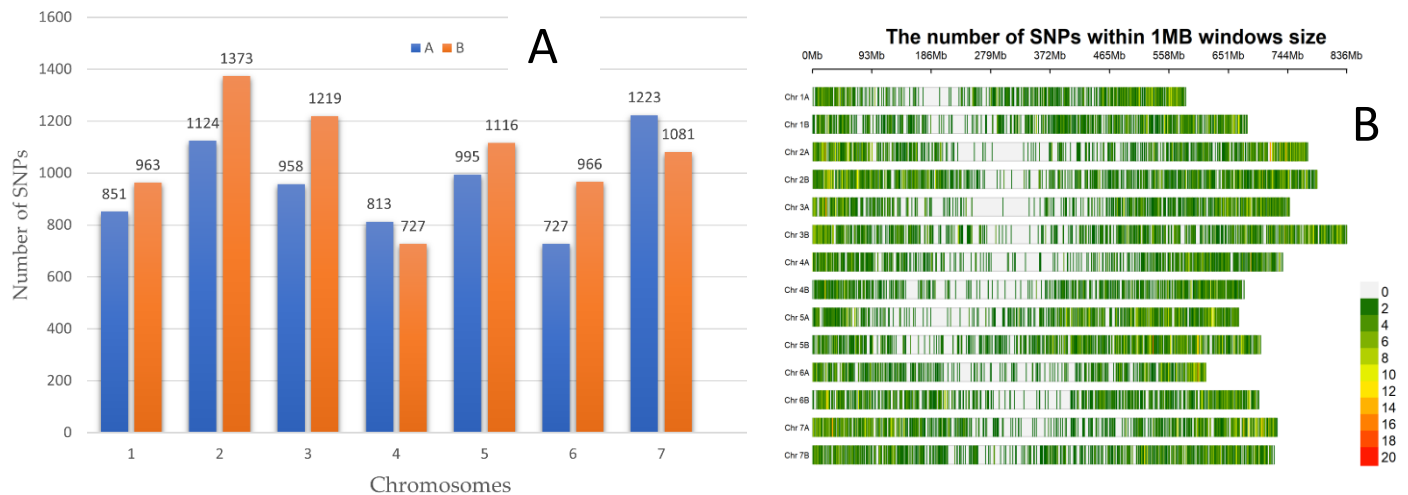 1600
1400
1200
1000
800
600
400
200
0
Number of SNPs
A B
A
851
963
1124
1373
958
1219
813
727
995
1116
727
966
1223
1081
1 2 3 4 5 6 7
Chromosomes
The number of SNPs within 1MB windows size
0Mb 93Mb 186Mb 279Mb 372Mb 465Mb 558Mb 651Mb 744Mb 836Mb
Chr 1A
Chr 1B
Chr 2A
Chr 2B
Chr 3A
Chr 3B
Chr 4A
Chr 4B
Chr 5A
Chr 5B
Chr 6A
Chr 6B
Chr 7A
Chr 7B
B
0
2
4
6
8
10
12
14
16
18
20